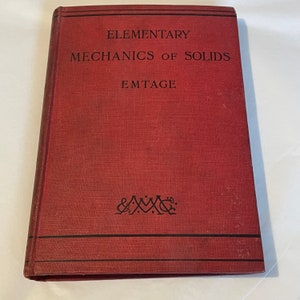 ELEMENTARY
MECHANICS OF SOLIDS
EMTAGE